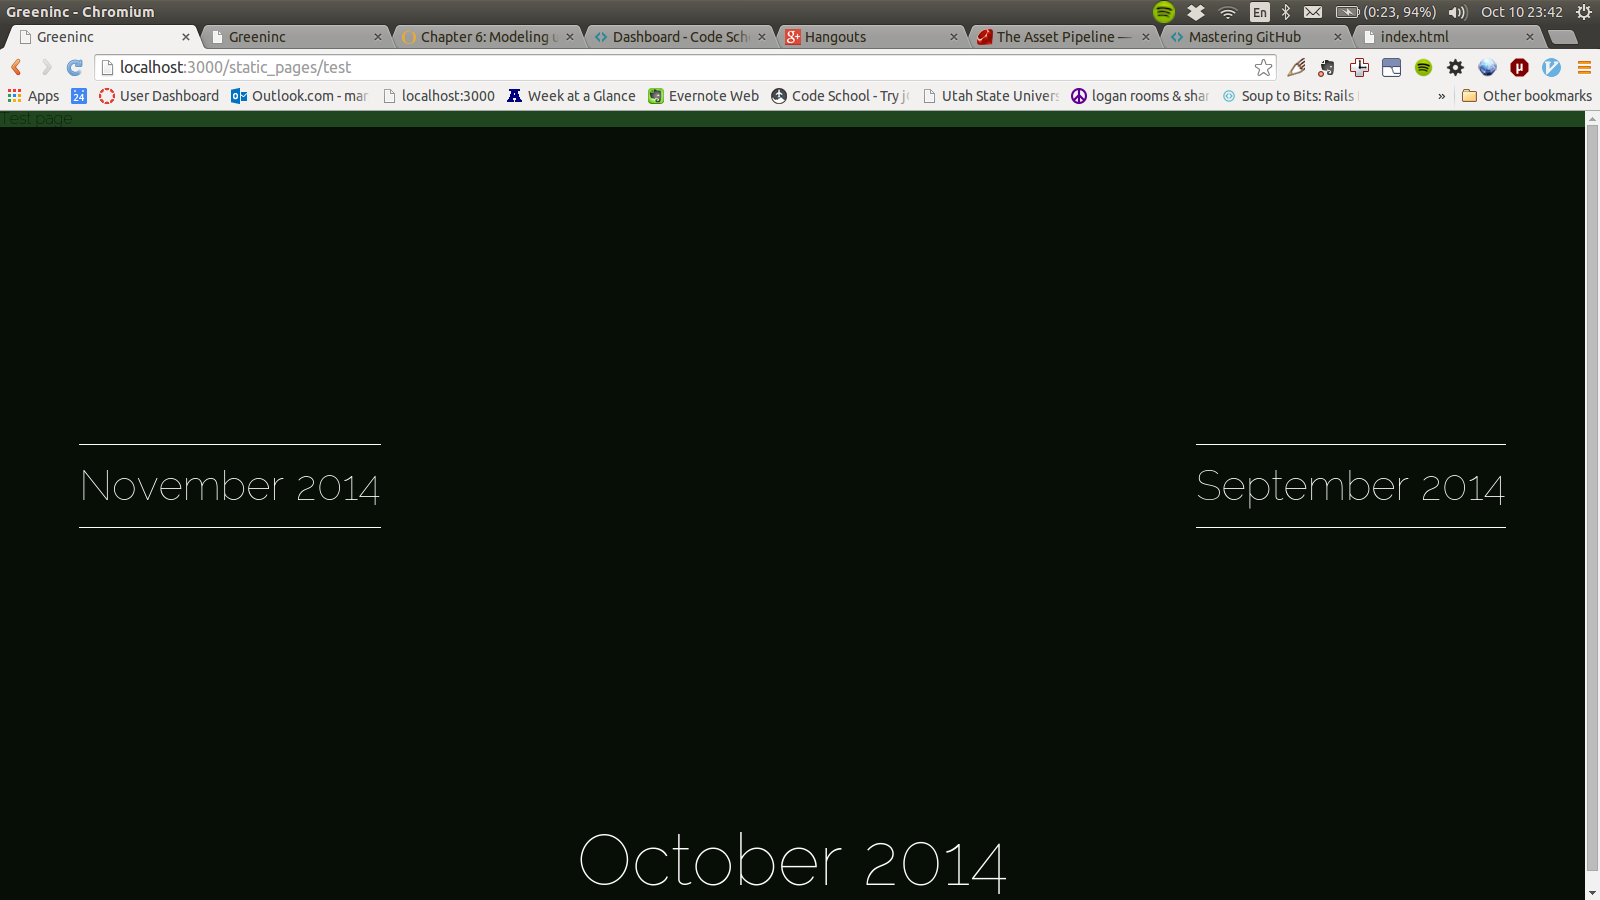 Greeninc - Chromium
En (0:23, 94%) Oct 10 23:42
Greeninc Greeninc Chapter 6: Modeling u Dashboard - Code Sch Hangouts The Asset Pipeline — Mastering GitHub index.html
localhost:3000/static_pages/test
Apps 24 User Dashboard Outlook.com - mar localhost:3000 Week at a Glance Evernote Web Code School - Try j Utah State Univers logan rooms & shar Soup to Bits: Rails » Other bookmarks
Test page
November 2014
September 2014
October 2014